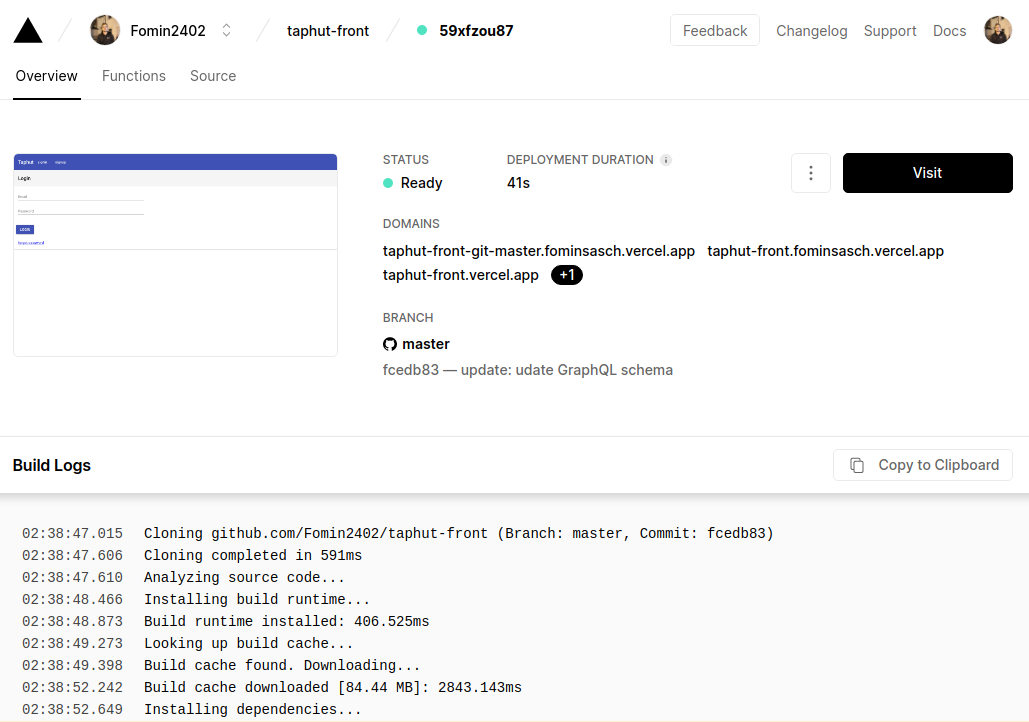 Fomin2402 taphut-front 59xfzou87 Feedback Changelog Support Docs
Overview Functions Source
Taphut
Login
Email
Password
LOGIN
STATUS DEPLOYMENT DURATION
Ready 41s
Visit
DOMAINS
taphut-front-git-master.fominsasch.vercel.app taphut-front.fominsasch.vercel.app
taphut-front.vercel.app +1
BRANCH
master
fcedb83 — update: udate GraphQL schema
Build Logs Copy to Clipboard
02:38:47.015 Cloning github.com/Fomin2402/taphut-front (Branch: master, Commit: fcedb83)
02:38:47.606 Cloning completed in 591ms
02:38:47.610 Analyzing source code...
02:38:48.466 Installing build runtime...
02:38:48.873 Build runtime installed: 406.525ms
02:38:49.273 Looking up build cache...
02:38:49.398 Build cache found. Downloading...
02:38:52.242 Build cache downloaded [84.44 MB]: 2843.143ms
02:38:52.649 Installing dependencies...